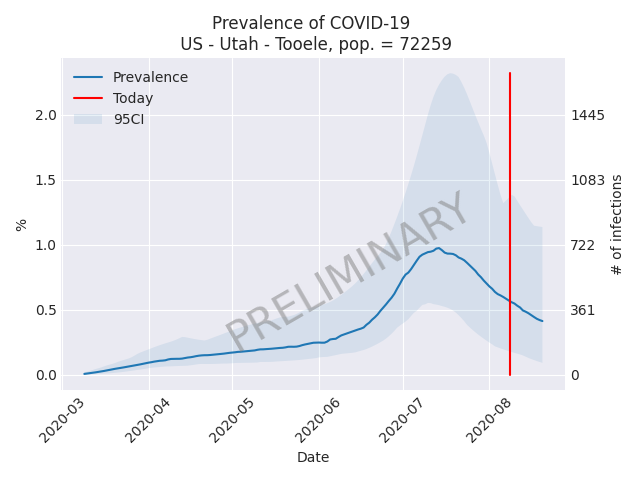 Prevalence of COVID-19
US - Utah - Tooele, pop. = 72259
Prevalence
Today
95CI
2.0
1.5
1.0
0.5
0.0
%
1445
1083
722
361
0
# of infections
PRELIMINARY
2020-03
2020-04
2020-05
2020-06
2020-07
2020-08
Date